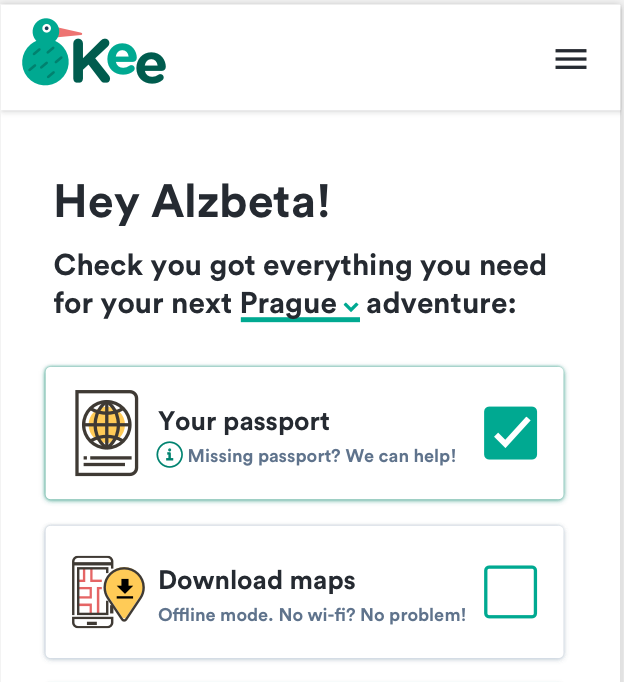 Kee
Hey Alzbeta!
Check you got everything you need
for your next Prague adventure:
Your passport
Missing passport? We can help!
Download maps
Offline mode. No wi-fi? No problem!